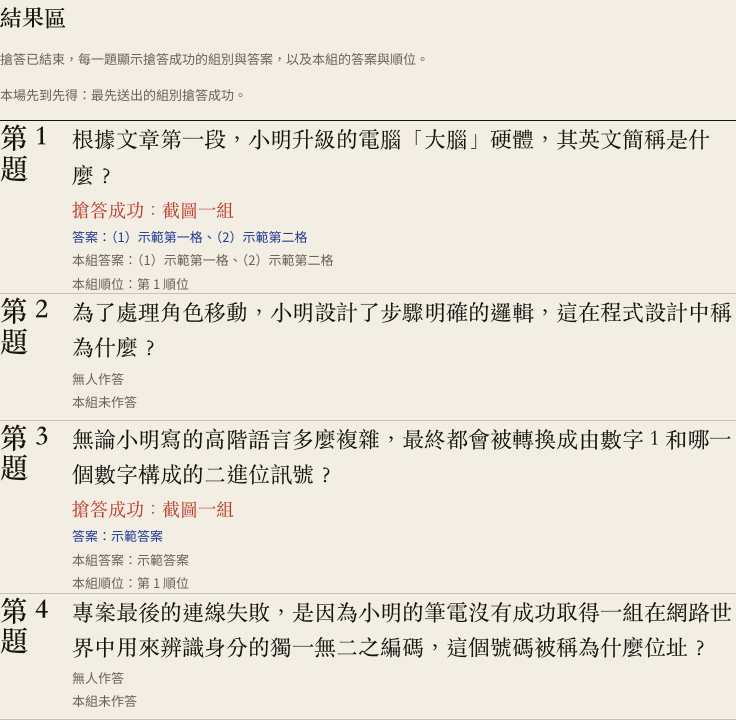 結果區
搶答已結束，每一題顯示搶答成功的組別與答案，以及本組的答案與順位。
本場先到先得：最先送出的組別搶答成功。
第 1 題
根據文章第一段，小明升級的電腦「大腦」硬體，其英文簡稱是什
麼？
搶答成功：截圖一組
答案：（1）示範第一格、（2）示範第二格
本組答案：（1）示範第一格、（2）示範第二格
本組順位：第 1 順位
第 2 題
為了處理角色移動，小明設計了步驟明確的邏輯，這在程式設計中稱
為什麼？
無人作答
本組未作答
第 3 題
無論小明寫的高階語言多麼複雜，最終都會被轉換成由數字 1 和哪一
個數字構成的二進位訊號？
搶答成功：截圖一組
答案：示範答案
本組答案：示範答案
本組順位：第 1 順位
第 4 題
專案最後的連線失敗，是因為小明的筆電沒有成功取得一組在網路世
界中用來辨識身分的獨一無二之編碼，這個號碼被稱為什麼位址？
無人作答
本組未作答